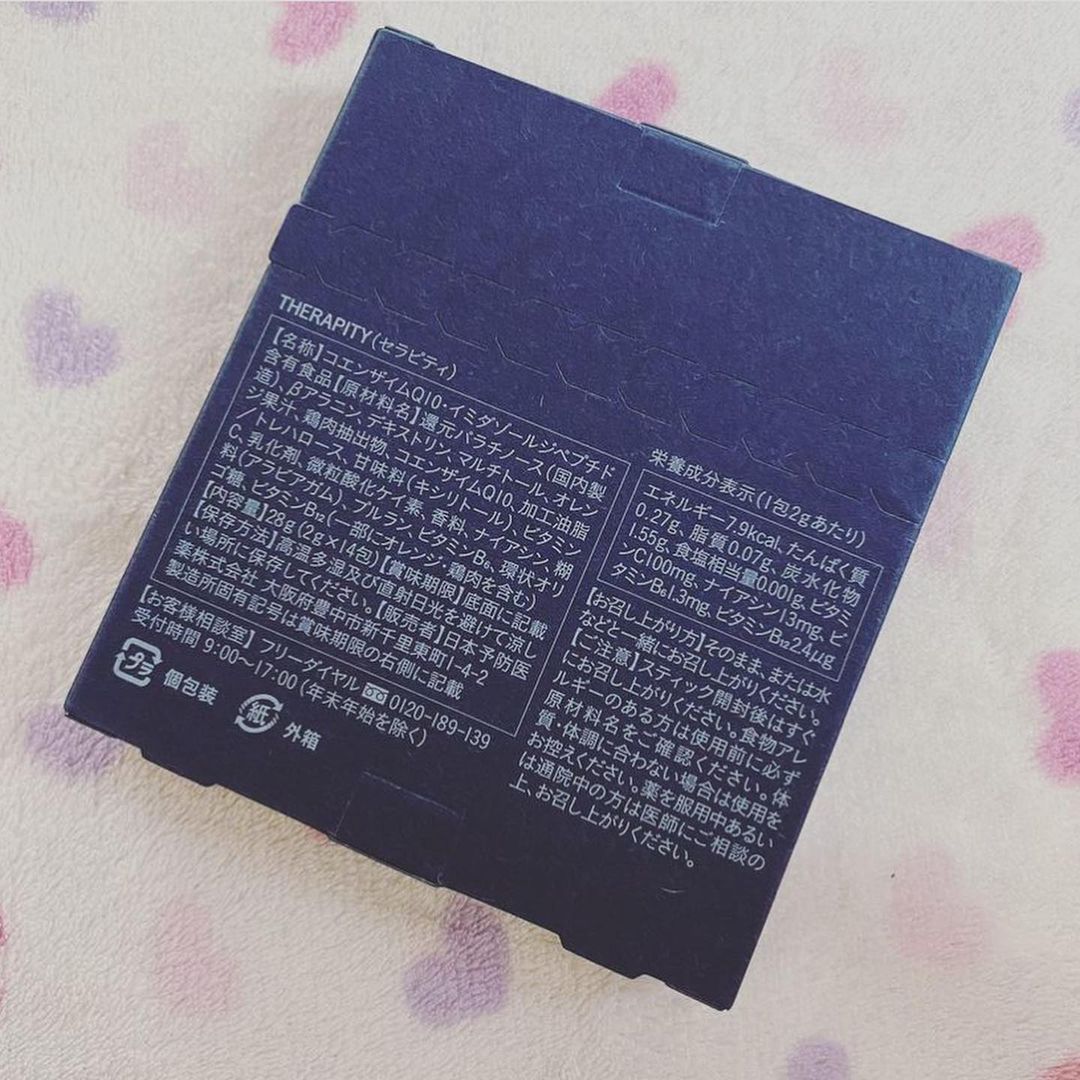 THERAPITY(セラピティ)
【名称】コエンザイムQ10・イミダゾールジペプチド
含有食品【原材料名】還元パラチノース(国内製
造)、βアラニン、デキストリン、マルチトール、オレン
ジ果汁、鶏肉抽出物、コエンザイムQ10、加工油脂
/トレハロース、甘味料(キシリトール)、ビタミン
C、乳化剤、微粒酸化ケイ素、香料、ナイアシン、糊
料(アラビアガム)、プルラン、ビタミンB₆、環状オリ
ゴ糖、ビタミンB₁₂(一部にオレンジ・鶏肉を含む)
【内容量】28g(2g×14包)【賞味期限】底面に記載
【保存方法】高温多湿及び直射日光を避けて涼し
い場所に保存してください。【販売者】日本予防医
薬株式会社 大阪府豊中市新千里東町1-4-2
製造所固有記号は賞味期限の右側に記載
【お客様相談室】フリーダイヤル 0120-189-139
受付時間 9:00〜17:00(年末年始を除く)
プラ 個包装 紙 外箱
栄養成分表示(1包2gあたり)
エネルギー7.9kcal、たんぱく質
0.27g、脂質0.07g、炭水化物
1.55g、食塩相当量0.001g、ビタミ
ンC100mg、ナイアシン13mg、ビ
タミンB₆1.3mg、ビタミンB₁₂2.4μg
【お召し上がり方】そのまま、または水
などと一緒にお召し上がりください。
【ご注意】スティック開封後はすぐ
にお召し上がりください。食物アレ
ルギーのある方は使用前に必ず
原材料名をご確認ください。体
質・体調に合わない場合は使用を
お控えください。薬を服用中あるい
は通院中の方は医師にご相談の
上、お召し上がりください。